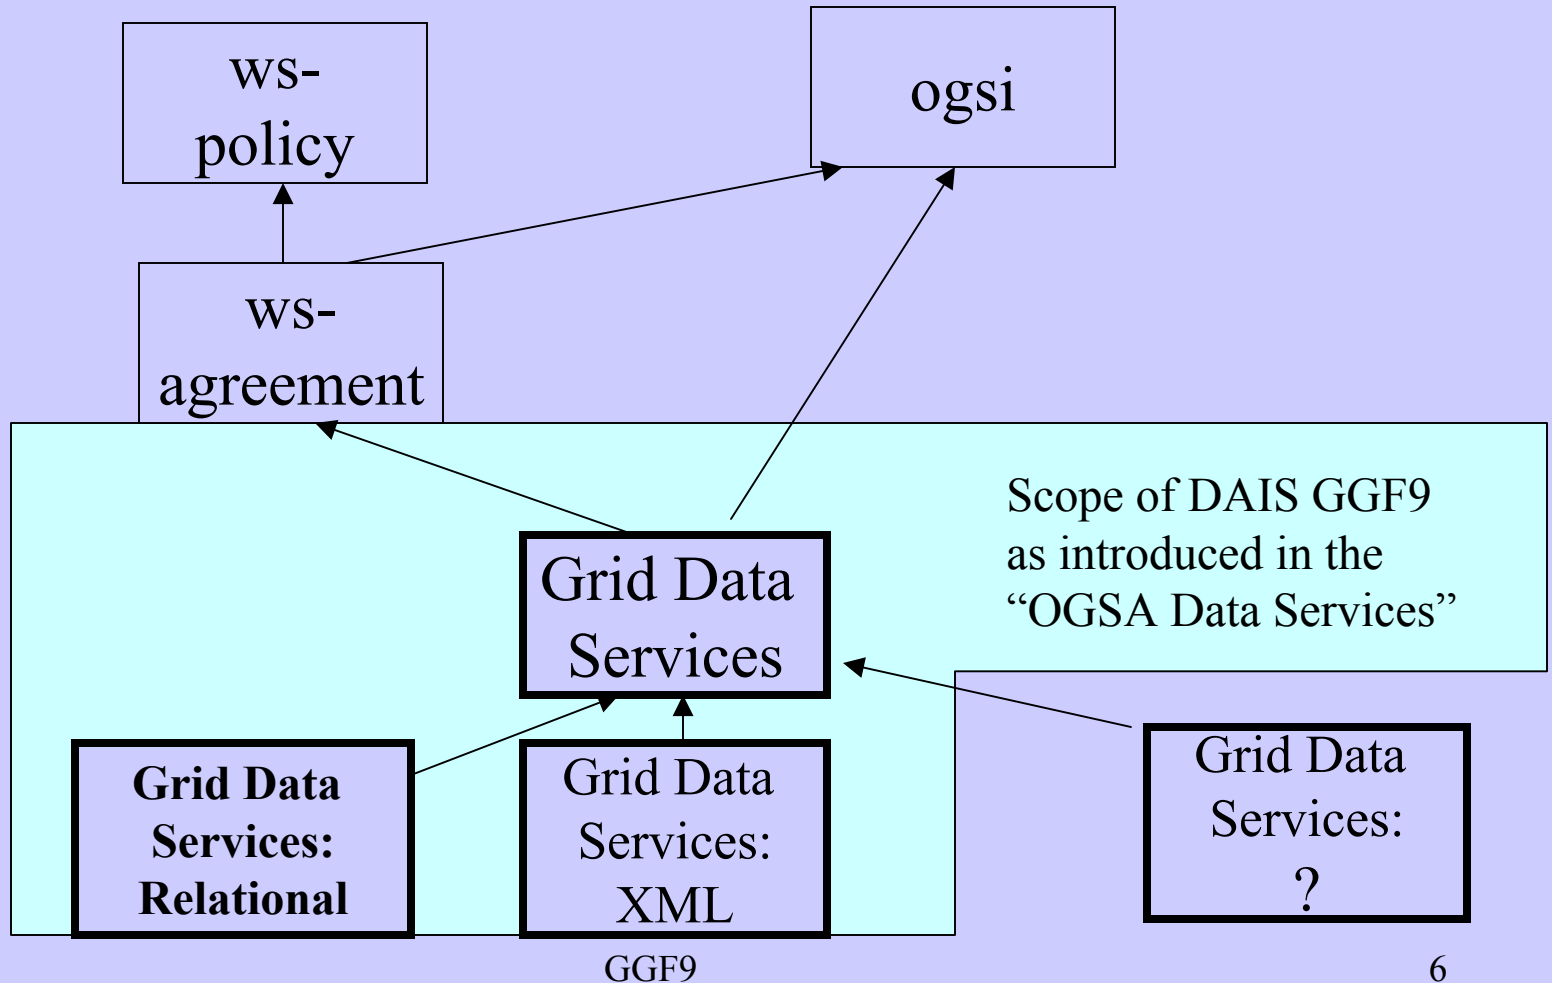 ws-
policy
ogsi
ws-
agreement
Scope of DAIS GGF9
as introduced in the
“OGSA Data Services”
Grid Data
Services
Grid Data
Services:
Relational
Grid Data
Services:
XML
Grid Data
Services:
?
GGF9
6